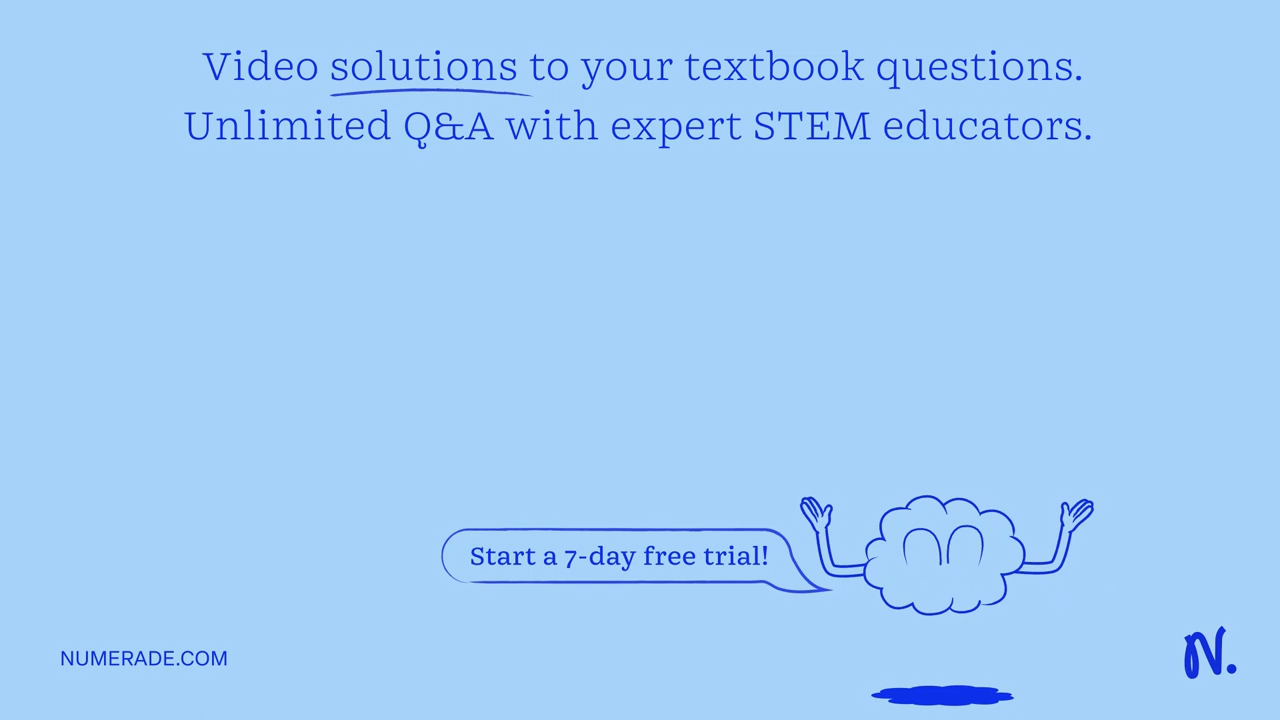 Video solutions to your textbook questions.
Unlimited Q&A with expert STEM educators.
Start a 7-day free trial!
NUMERADE.COM
N.